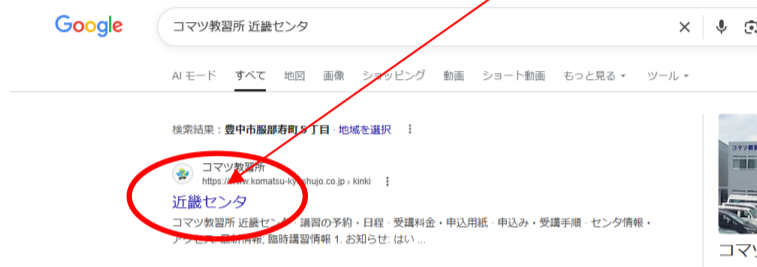 Google
コマツ教習所 近畿センタ
AI モード すべて 地図 画像 ショッピング 動画 ショート動画 もっと見る ツール
検索結果：豊中市服部寿町5丁目 · 地域を選択
コマツ教習所
https://www.komatsu-kyoshujo.co.jp › kinki
近畿センタ
コマツ教習所 近畿センタ · 講習の予約・日程 · 受講料金・申込用紙 · 申込み・受講手順 · センタ情報・
アクセス. 最新情報, 臨時講習情報 1. お知らせ: はい ...
コマツ